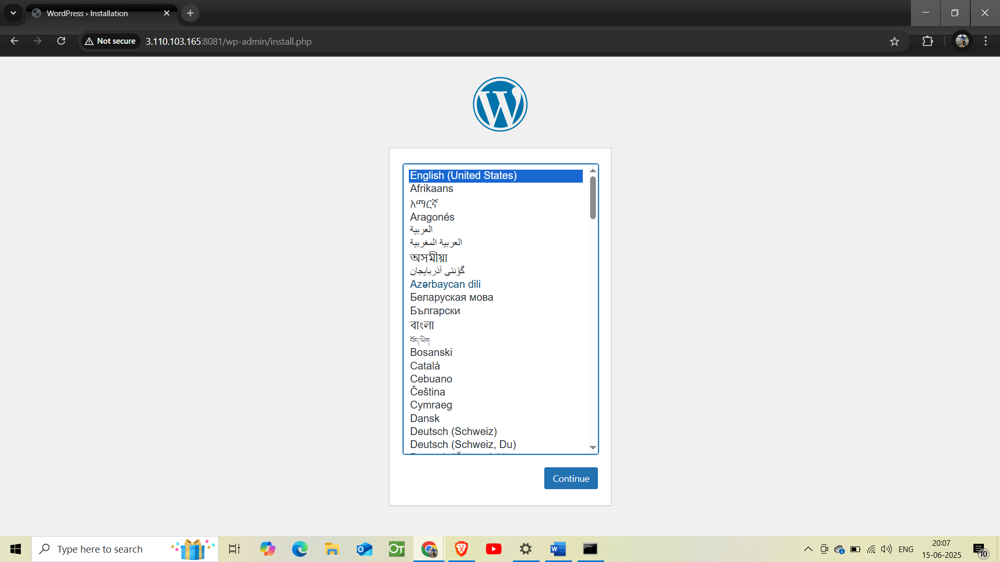 WordPress › Installation
Not secure
3.110.103.165:8081/wp-admin/install.php
English (United States)
Afrikaans
አማርኛ
Aragonés
العربية
العربية المغربية
অসমীয়া
گؤنئی آذربایجان
Azərbaycan dili
Беларуская мова
Български
বাংলা
བོད་ཡིག
Bosanski
Català
Cebuano
Čeština
Cymraeg
Dansk
Deutsch (Schweiz)
Deutsch (Schweiz, Du)
Continue
Type here to search
OT
ENG
20:07
15-06-2025
10